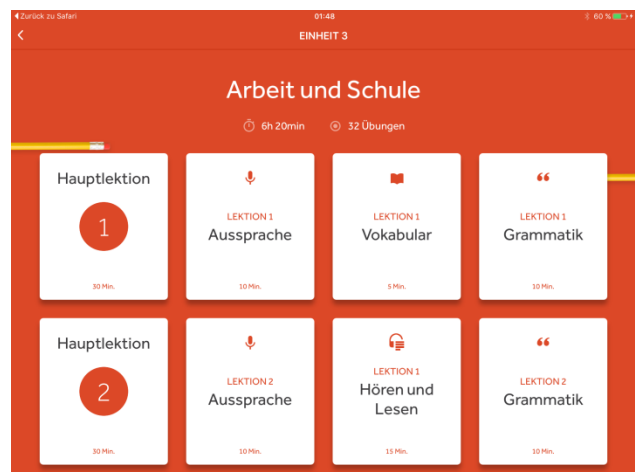 Zurück zu Safari
01:48
60 %
EINHEIT 3
Arbeit und Schule
6h 20min
32 Übungen
Hauptlektion
1
30 Min.
LEKTION 1
Aussprache
10 Min.
LEKTION 1
Vokabular
5 Min.
LEKTION 1
Grammatik
10 Min.
Hauptlektion
2
30 Min.
LEKTION 2
Aussprache
10 Min.
LEKTION 1
Hören und
Lesen
15 Min.
LEKTION 2
Grammatik
10 Min.